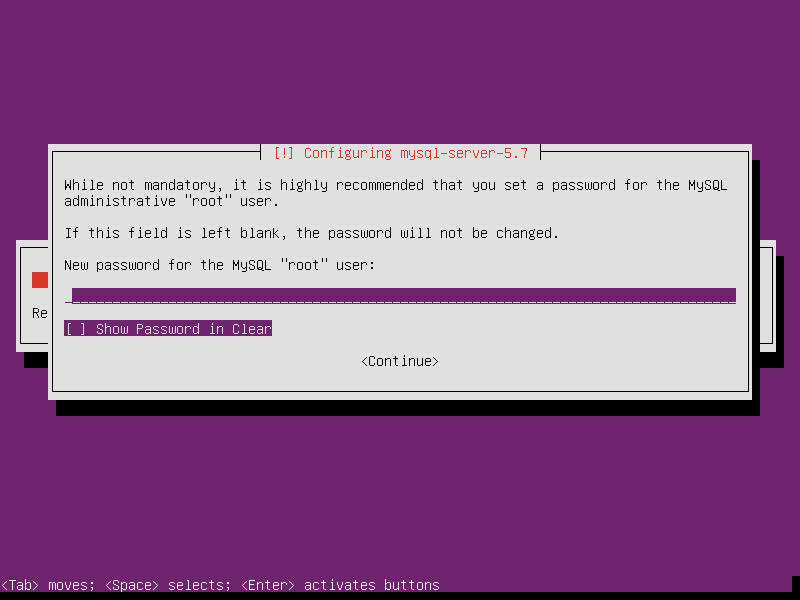 [!] Configuring mysql-server-5.7
While not mandatory, it is highly recommended that you set a password for the MySQL
administrative "root" user.
If this field is left blank, the password will not be changed.
New password for the MySQL "root" user:
Re
[ ] Show Password in Clear
<Continue>
<Tab> moves; <Space> selects; <Enter> activates buttons